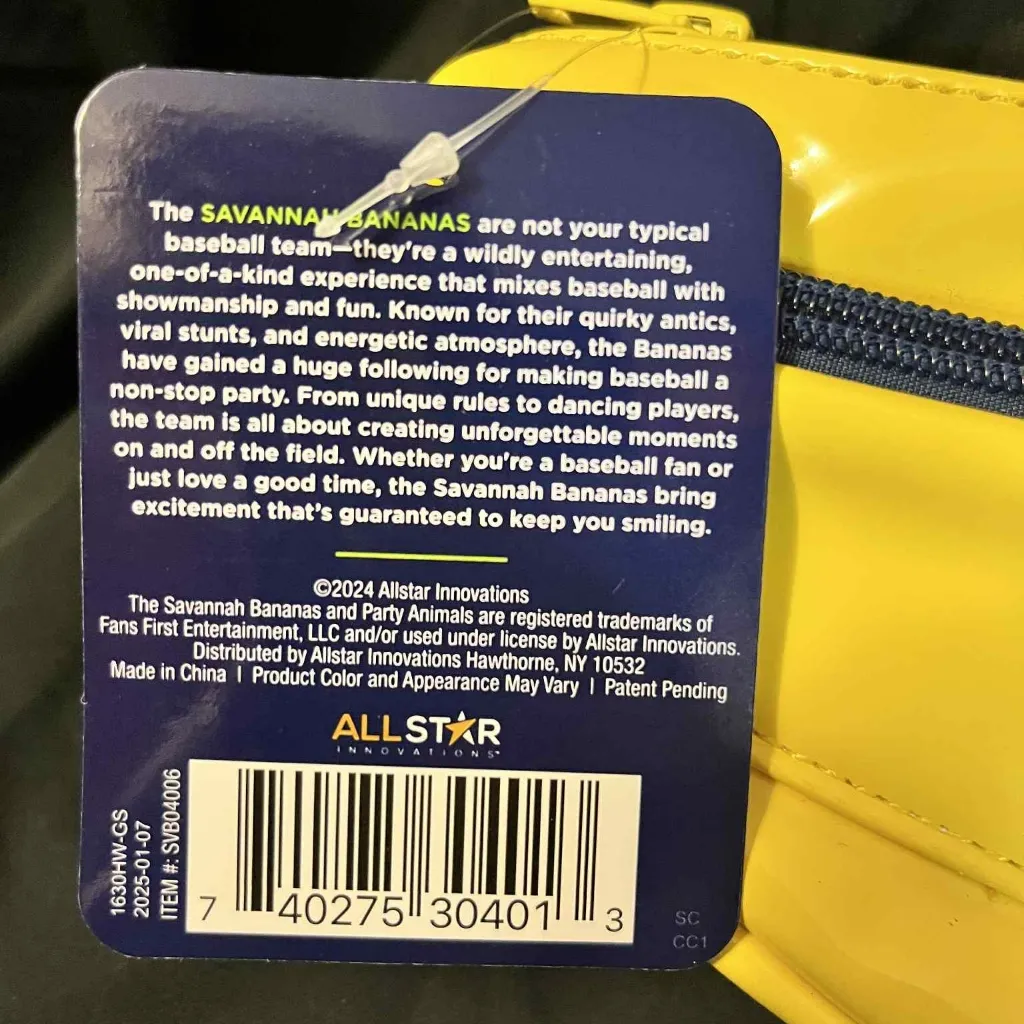 The SAVANNAH BANANAS are not your typical
baseball team—they're a wildly entertaining,
one-of-a-kind experience that mixes baseball with
showmanship and fun. Known for their quirky antics,
viral stunts, and energetic atmosphere, the Bananas
have gained a huge following for making baseball a
non-stop party. From unique rules to dancing players,
the team is all about creating unforgettable moments
on and off the field. Whether you're a baseball fan or
just love a good time, the Savannah Bananas bring
excitement that's guaranteed to keep you smiling.
©2024 Allstar Innovations
The Savannah Bananas and Party Animals are registered trademarks of
Fans First Entertainment, LLC and/or used under license by Allstar Innovations.
Distributed by Allstar Innovations Hawthorne, NY 10532
Made in China | Product Color and Appearance May Vary | Patent Pending
ALLSTAR
INNOVATIONS™
1630HW-GS
2025-01-07
ITEM #: SVB04006
7 40275 30401 3
SC
CC1